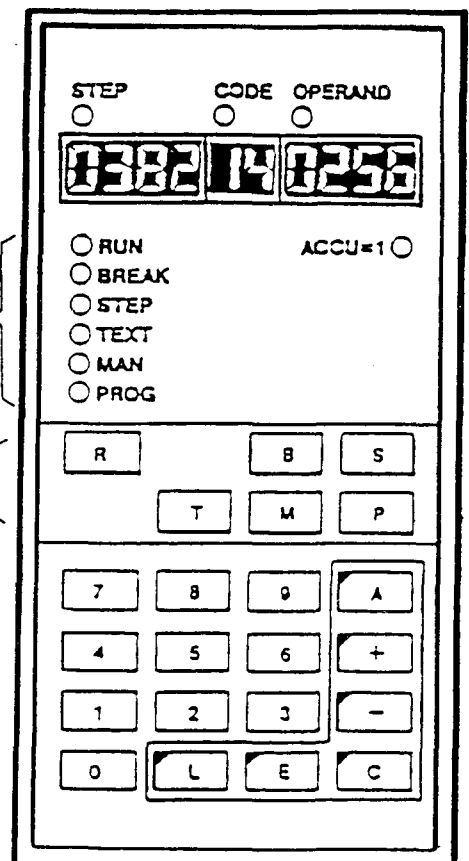 STEP CODE OPERAND
0382 14 0256
RUN ACCU=1
BREAK
STEP
TEXT
MAN
PROG
R B S
T M P
7 8 9 A
4 5 6 +
1 2 3 -
0 L E C